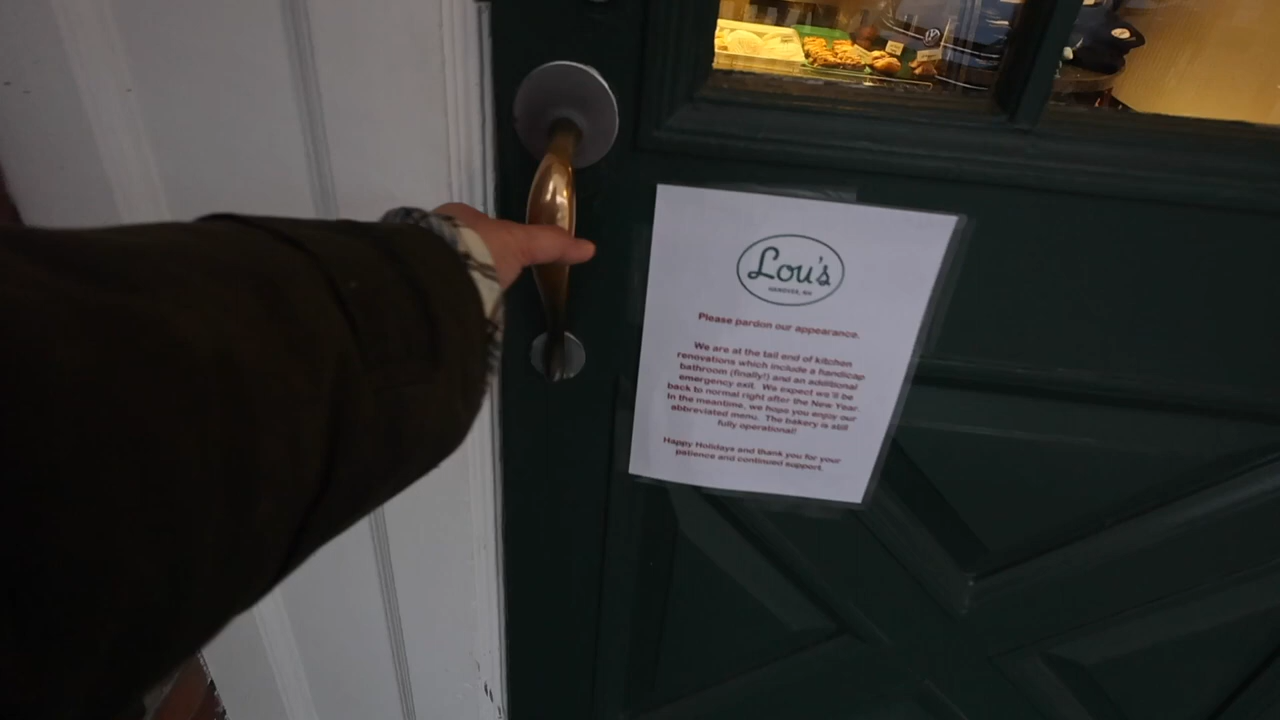 Lou's
HANOVER, NH
Please pardon our appearance.
We are at the tail end of kitchen
renovations which include a handicap
bathroom (finally!) and an additional
emergency exit. We expect we'll be
back to normal right after the New Year.
In the meantime, we hope you enjoy our
abbreviated menu. The bakery is still
fully operational!
Happy Holidays and thank you for your
patience and continued support.